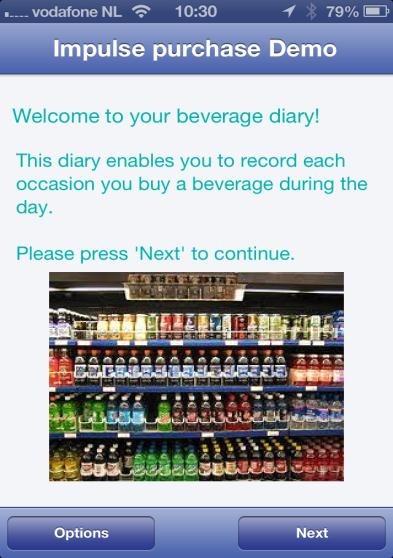 vodafone NL 10:30 79%
Impulse purchase Demo
Welcome to your beverage diary!
This diary enables you to record each
occasion you buy a beverage during the
day.
Please press 'Next' to continue.
Options Next